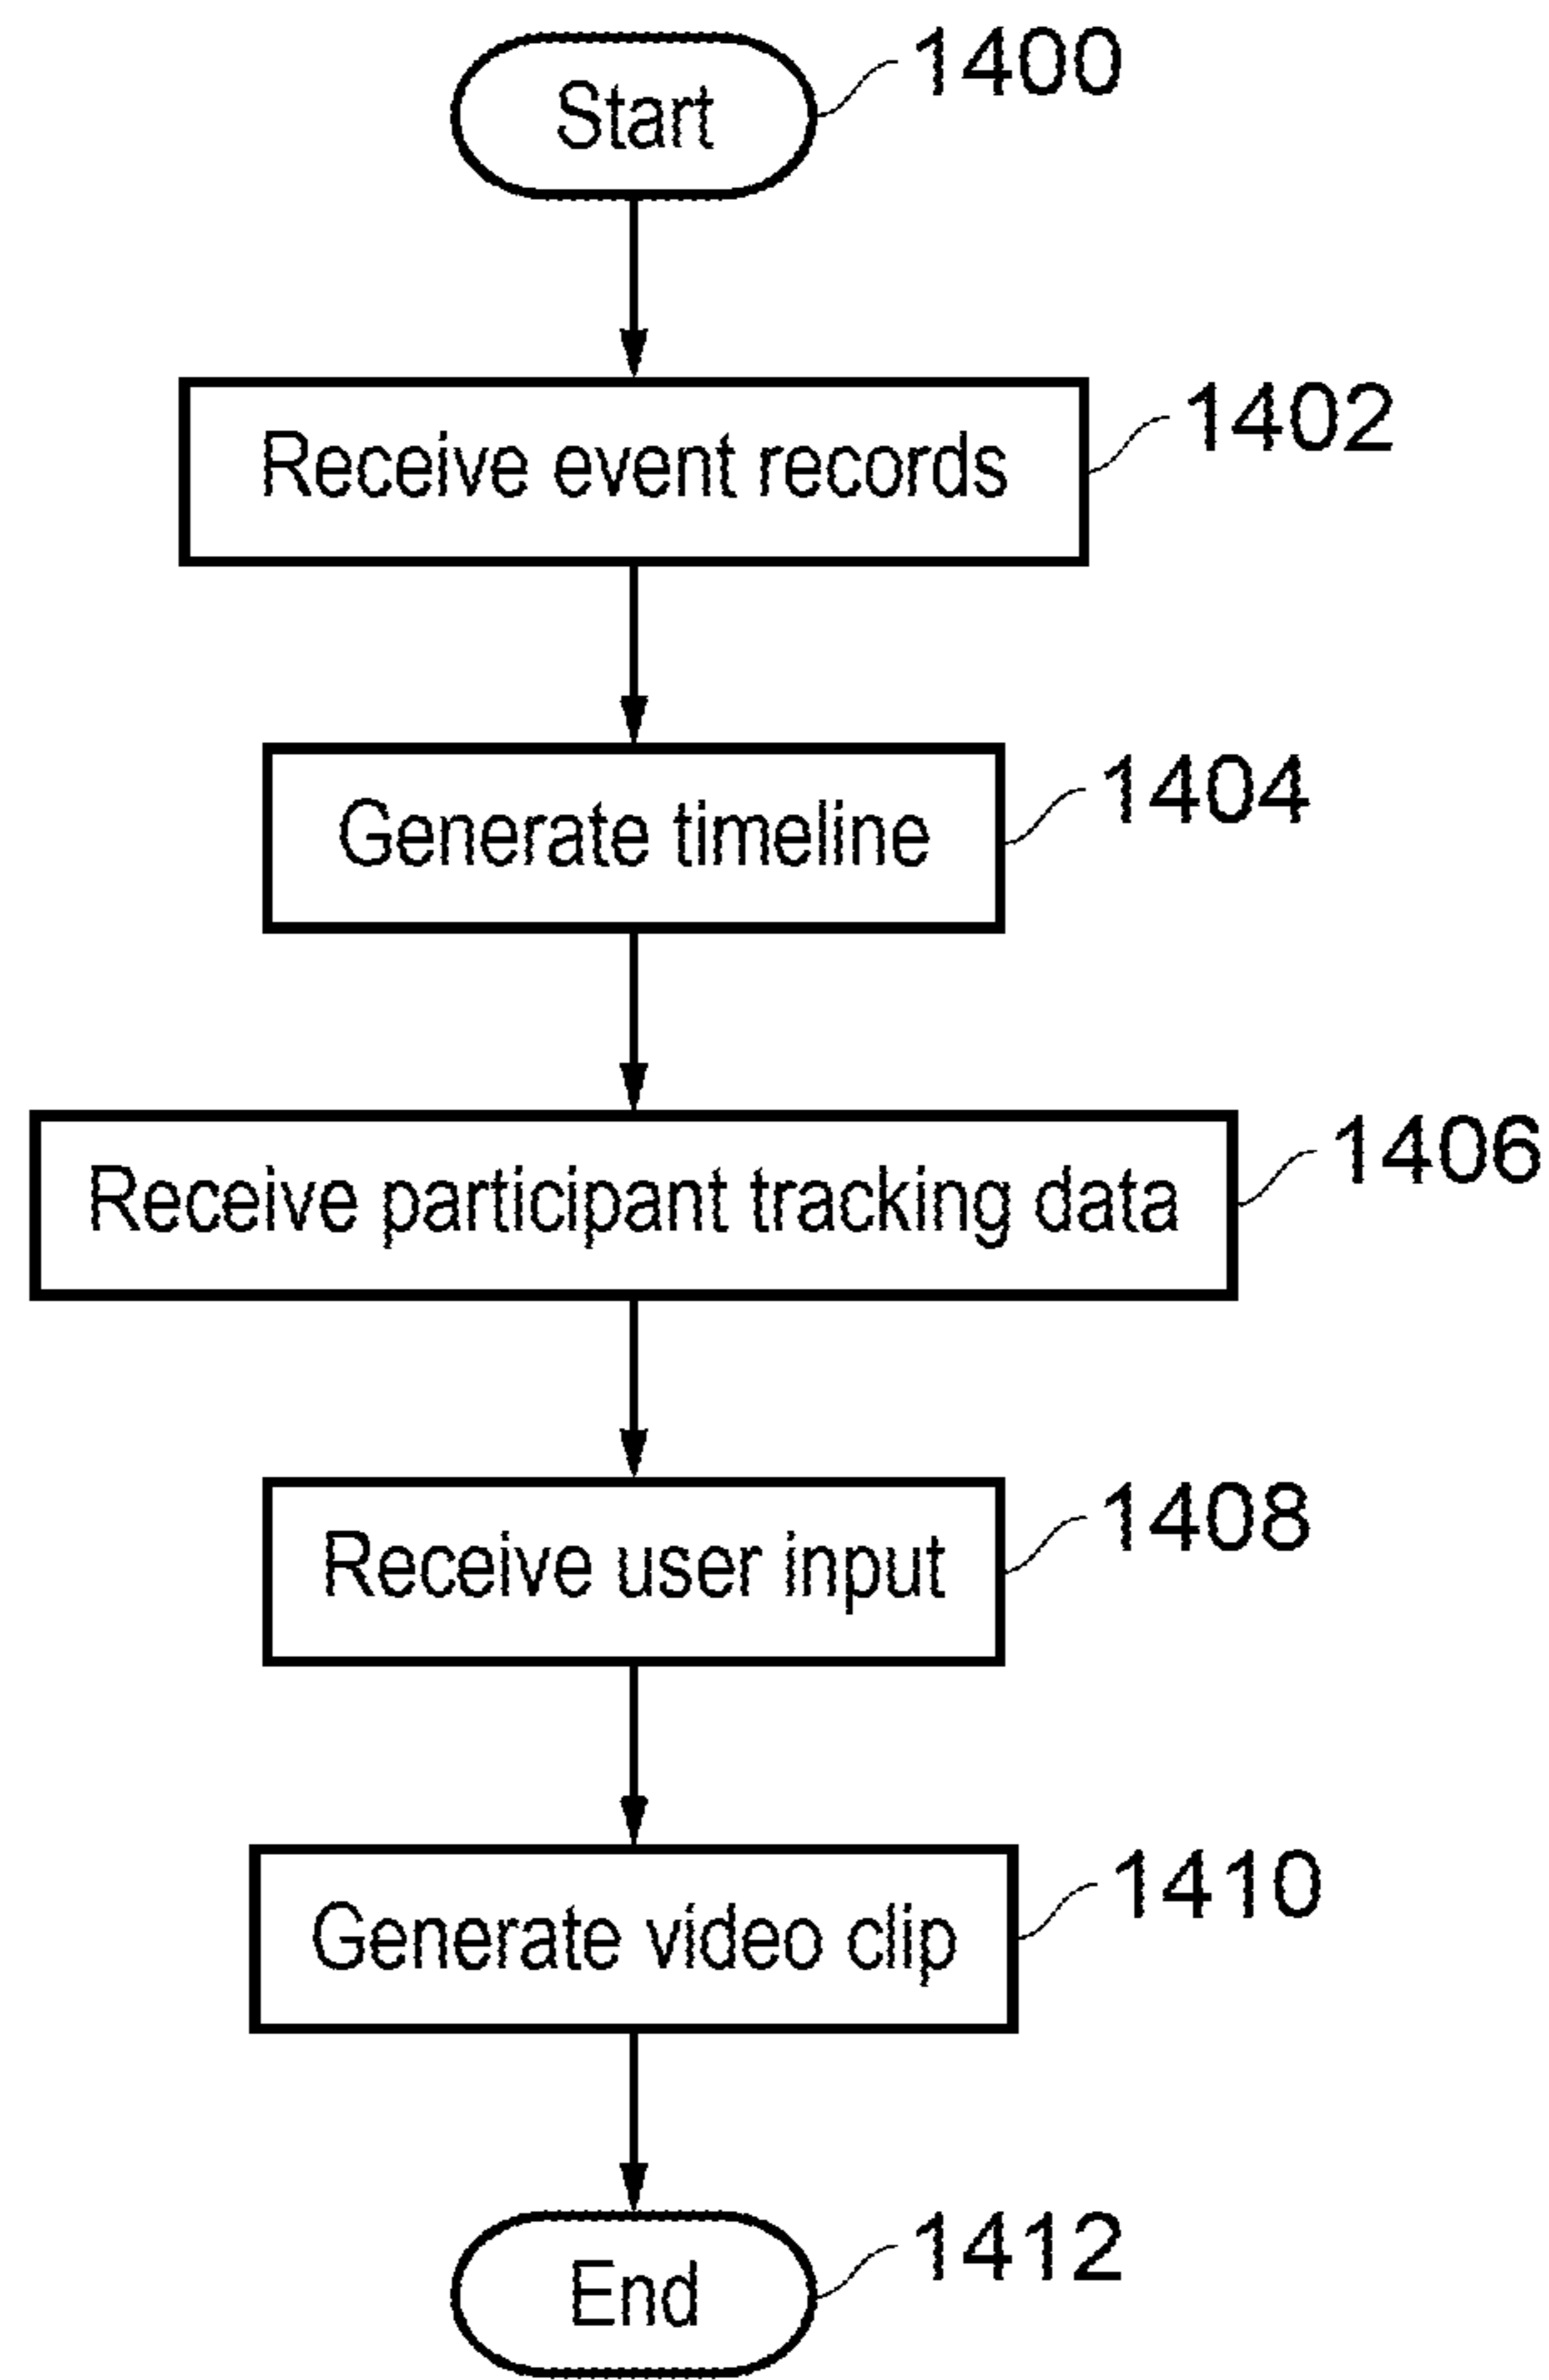 Start
1400
Receive event records
1402
Generate timeline
1404
Receive participant tracking data
1406
Receive user input
1408
Generate video clip
1410
End
1412